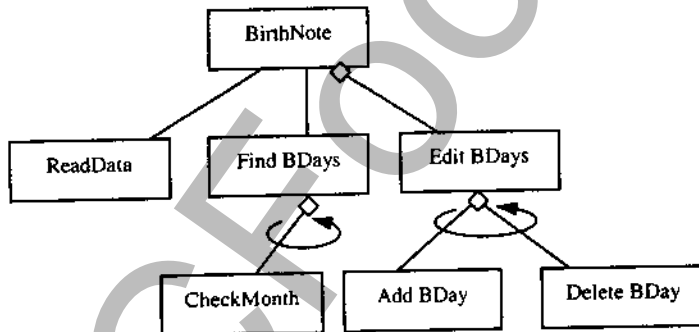 BirthNote
ReadData
Find BDays
Edit BDays
CheckMonth
Add BDay
Delete BDay